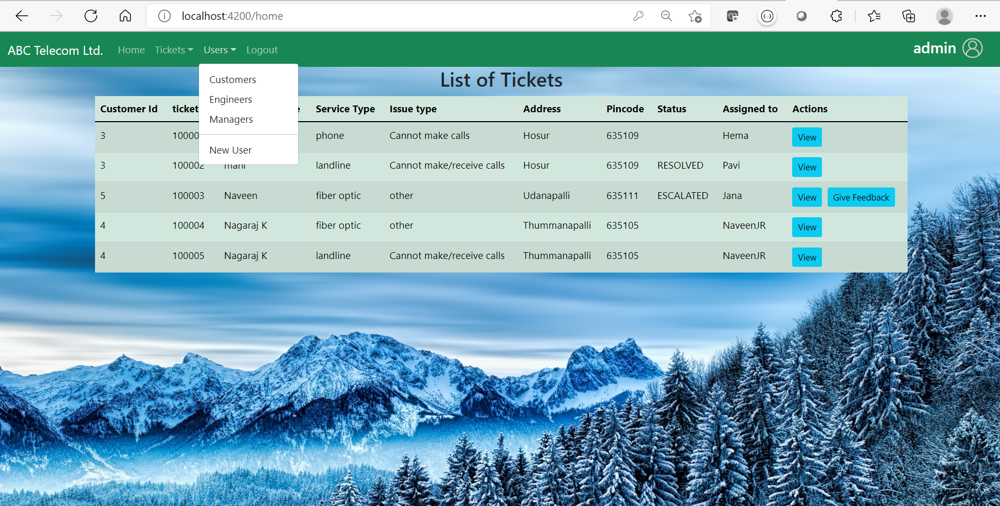 localhost:4200/home
ABC Telecom Ltd. Home Tickets Users Logout admin
Customers
Engineers
Managers
New User
List of Tickets
Customer Id ticket Service Type Issue type Address Pincode Status Assigned to Actions
3 10000 phone Cannot make calls Hosur 635109 Hema View
3 100002 mani landline Cannot make/receive calls Hosur 635109 RESOLVED Pavi View
5 100003 Naveen fiber optic other Udanapalli 635111 ESCALATED Jana View Give Feedback
4 100004 Nagaraj K fiber optic other Thummanapalli 635105 NaveenJR View
4 100005 Nagaraj K landline Cannot make/receive calls Thummanapalli 635105 NaveenJR View